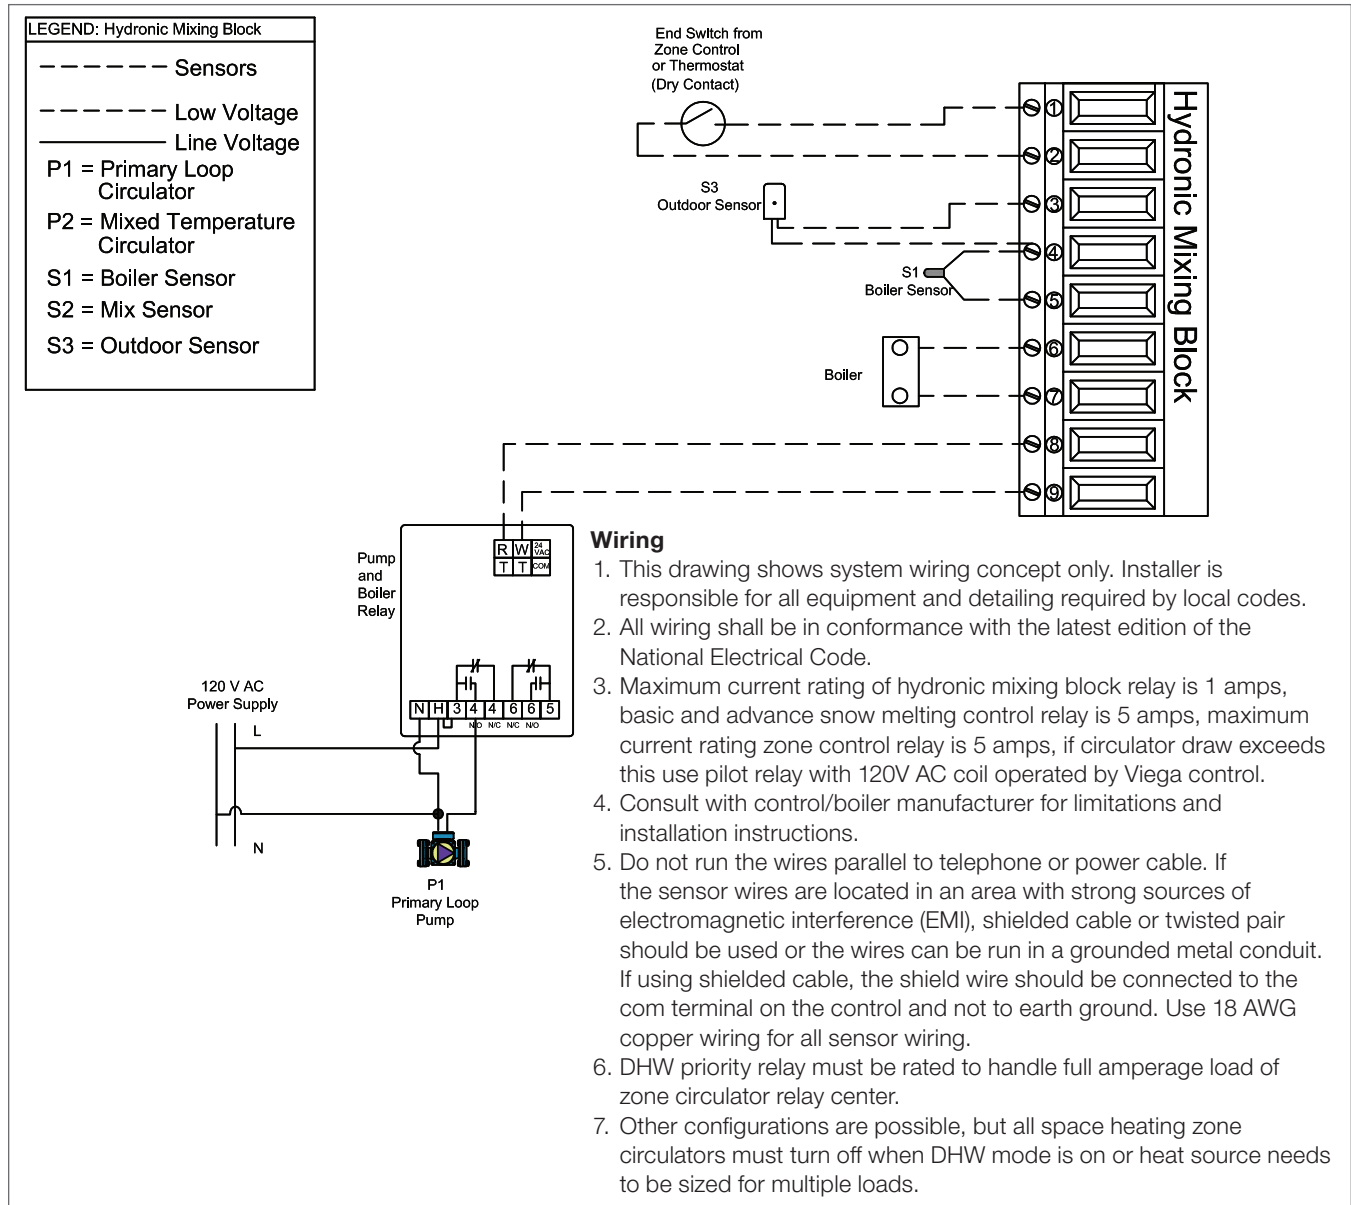 LEGEND: Hydronic Mixing Block
Sensors
Low Voltage
Line Voltage
P1 = Primary Loop
Circulator
P2 = Mixed Temperature
Circulator
S1 = Boiler Sensor
S2 = Mix Sensor
S3 = Outdoor Sensor
End Switch from
Zone Control
or Thermostat
(Dry Contact)
S3
Outdoor Sensor
S1
Boiler Sensor
Boiler
1
2
3
4
5
6
7
8
9
Hydronic Mixing Block
Pump
and
Boiler
Relay
R W 24 VAC
T T COM
N H 3 4 4 6 6 5
N/O N/C N/C N/O
120 V AC
Power Supply
L
N
P1
Primary Loop
Pump
Wiring
1. This drawing shows system wiring concept only. Installer is
responsible for all equipment and detailing required by local codes.
2. All wiring shall be in conformance with the latest edition of the
National Electrical Code.
3. Maximum current rating of hydronic mixing block relay is 1 amps,
basic and advance snow melting control relay is 5 amps, maximum
current rating zone control relay is 5 amps, if circulator draw exceeds
this use pilot relay with 120V AC coil operated by Viega control.
4. Consult with control/boiler manufacturer for limitations and
installation instructions.
5. Do not run the wires parallel to telephone or power cable. If
the sensor wires are located in an area with strong sources of
electromagnetic interference (EMI), shielded cable or twisted pair
should be used or the wires can be run in a grounded metal conduit.
If using shielded cable, the shield wire should be connected to the
com terminal on the control and not to earth ground. Use 18 AWG
copper wiring for all sensor wiring.
6. DHW priority relay must be rated to handle full amperage load of
zone circulator relay center.
7. Other configurations are possible, but all space heating zone
circulators must turn off when DHW mode is on or heat source needs
to be sized for multiple loads.